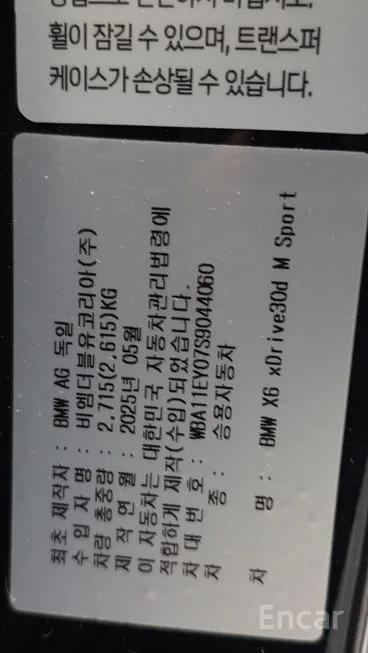 휠이 잠길 수 있으며, 트랜스퍼
케이스가 손상될 수 있습니다.
최초 제작자 : BMW AG 독일
수 입 자 명 : 비엠더블유코리아(주)
차량 총중량 : 2,715(2,615)KG
제 작 연 월 : 2025년 05월
이 자동차는 대한민국 자동차관리법령에
적합하게 제작(수입)되었습니다.
차 대 번 호 : WBA11EY07S9044060
차 종 : 승용자동차
차 명 : BMW X6 xDrive30d M Sport
Encar